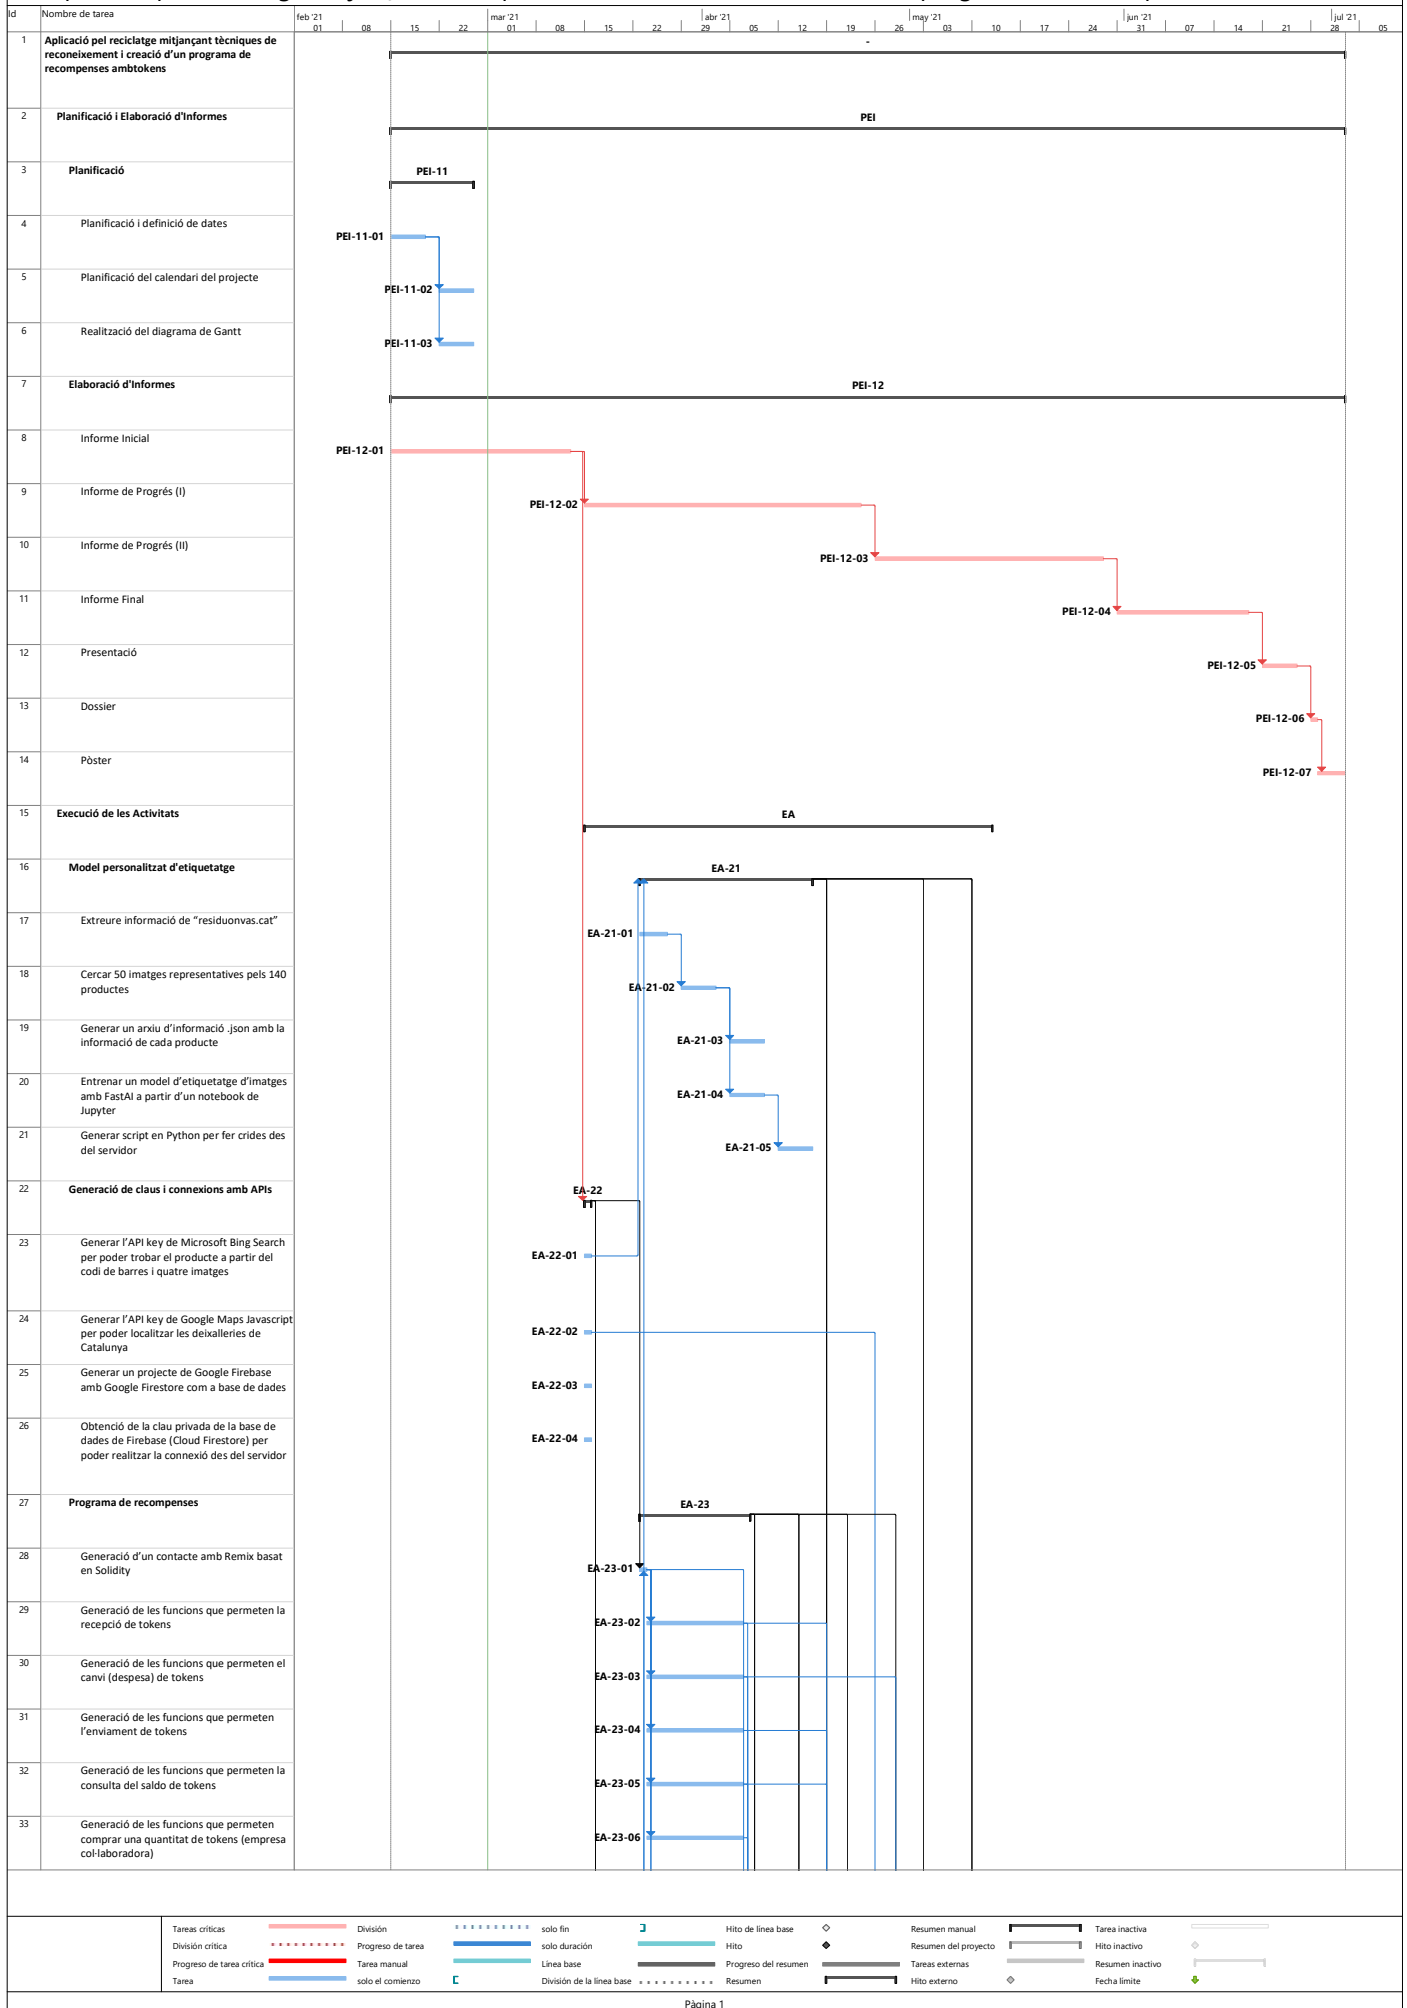 Id Nombre de tarea feb '21 mar '21 abr '21 may '21 jun '21 jul '21
01 08 15 22 01 08 15 22 29 05 12 19 26 03 10 17 24 31 07 14 21 28 05
1 Aplicació pel reciclatge mitjançant tècniques de
reconeixement i creació d'un programa de
recompenses ambtokens
-
2 Planificació i Elaboració d'Informes
PEI
3 Planificació
PEI-11
4 Planificació i definició de dates
PEI-11-01
5 Planificació del calendari del projecte
PEI-11-02
6 Realització del diagrama de Gantt
PEI-11-03
7 Elaboració d'Informes
PEI-12
8 Informe Inicial
PEI-12-01
9 Informe de Progrés (I)
PEI-12-02
10 Informe de Progrés (II)
PEI-12-03
11 Informe Final
PEI-12-04
12 Presentació
PEI-12-05
13 Dossier
PEI-12-06
14 Pòster
PEI-12-07
15 Execució de les Activitats
EA
16 Model personalitzat d'etiquetatge
EA-21
17 Extreure informació de “residuonvas.cat”
EA-21-01
18 Cercar 50 imatges representatives pels 140
productes
EA-21-02
19 Generar un arxiu d'informació .json amb la
informació de cada producte
EA-21-03
20 Entrenar un model d'etiquetatge d'imatges
amb FastAI a partir d'un notebook de
Jupyter
EA-21-04
21 Generar script en Python per fer crides des
del servidor
EA-21-05
22 Generació de claus i connexions amb APIs
EA-22
23 Generar l'API key de Microsoft Bing Search
per poder trobar el producte a partir del
codi de barres i quatre imatges
EA-22-01
24 Generar l'API key de Google Maps Javascript
per poder localitzar les deixalleries de
Catalunya
EA-22-02
25 Generar un projecte de Google Firebase
amb Google Firestore com a base de dades
EA-22-03
26 Obtenció de la clau privada de la base de
dades de Firebase (Cloud Firestore) per
poder realitzar la connexió des del servidor
EA-22-04
27 Programa de recompenses
EA-23
28 Generació d'un contacte amb Remix basat
en Solidity
EA-23-01
29 Generació de les funcions que permeten la
recepció de tokens
EA-23-02
30 Generació de les funcions que permeten el
canvi (despesa) de tokens
EA-23-03
31 Generació de les funcions que permeten
l'enviament de tokens
EA-23-04
32 Generació de les funcions que permeten la
consulta del saldo de tokens
EA-23-05
33 Generació de les funcions que permeten
comprar una quantitat de tokens (empresa
col·laboradora)
EA-23-06
Tareas críticas División solo fin Hito de línea base Resumen manual Tarea inactiva
División crítica Progreso de tarea solo duración Hito Resumen del proyecto Hito inactivo
Progreso de tarea crítica Tarea manual Línea base Progreso del resumen Tareas externas Resumen inactivo
Tarea solo el comienzo División de la línea base Resumen Hito externo Fecha límite
Pàgina 1